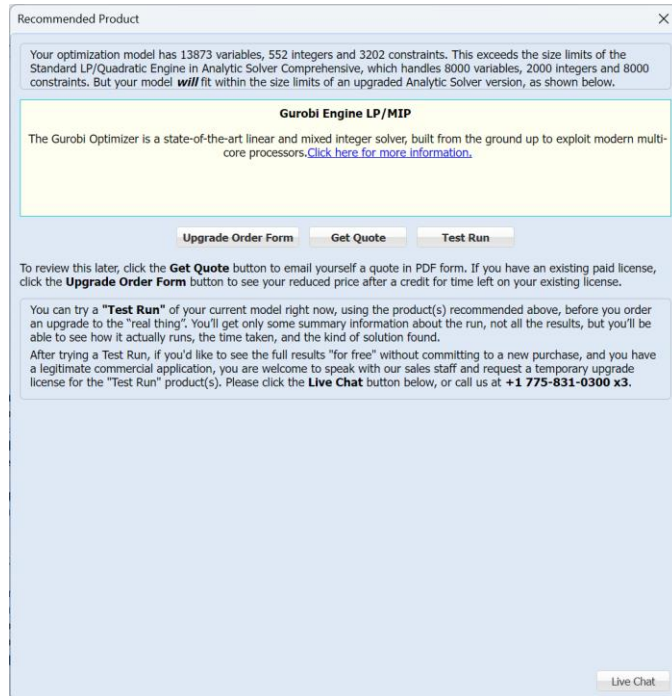 Recommended Product
Your optimization model has 13873 variables, 552 integers and 3202 constraints. This exceeds the size limits of the
Standard LP/Quadratic Engine in Analytic Solver Comprehensive, which handles 8000 variables, 2000 integers and 8000
constraints. But your model will fit within the size limits of an upgraded Analytic Solver version, as shown below.
Gurobi Engine LP/MIP
The Gurobi Optimizer is a state-of-the-art linear and mixed integer solver, built from the ground up to exploit modern multi-
core processors.Click here for more information.
Upgrade Order Form Get Quote Test Run
To review this later, click the Get Quote button to email yourself a quote in PDF form. If you have an existing paid license,
click the Upgrade Order Form button to see your reduced price after a credit for time left on your existing license.
You can try a "Test Run" of your current model right now, using the product(s) recommended above, before you order
an upgrade to the "real thing". You'll get only some summary information about the run, not all the results, but you'll be
able to see how it actually runs, the time taken, and the kind of solution found.
After trying a Test Run, if you'd like to see the full results "for free" without committing to a new purchase, and you have
a legitimate commercial application, you are welcome to speak with our sales staff and request a temporary upgrade
license for the "Test Run" product(s). Please click the Live Chat button below, or call us at +1 775-831-0300 x3.
Live Chat